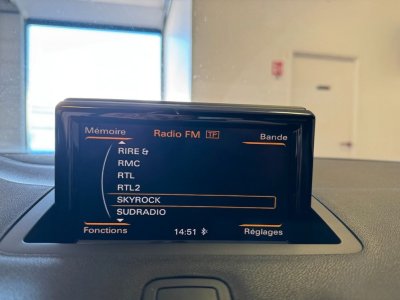 Mémoire
Radio FM TP
Bande
RIRE &
RMC
RTL
RTL2
SKYROCK
SUDRADIO
Fonctions
14:51
Réglages